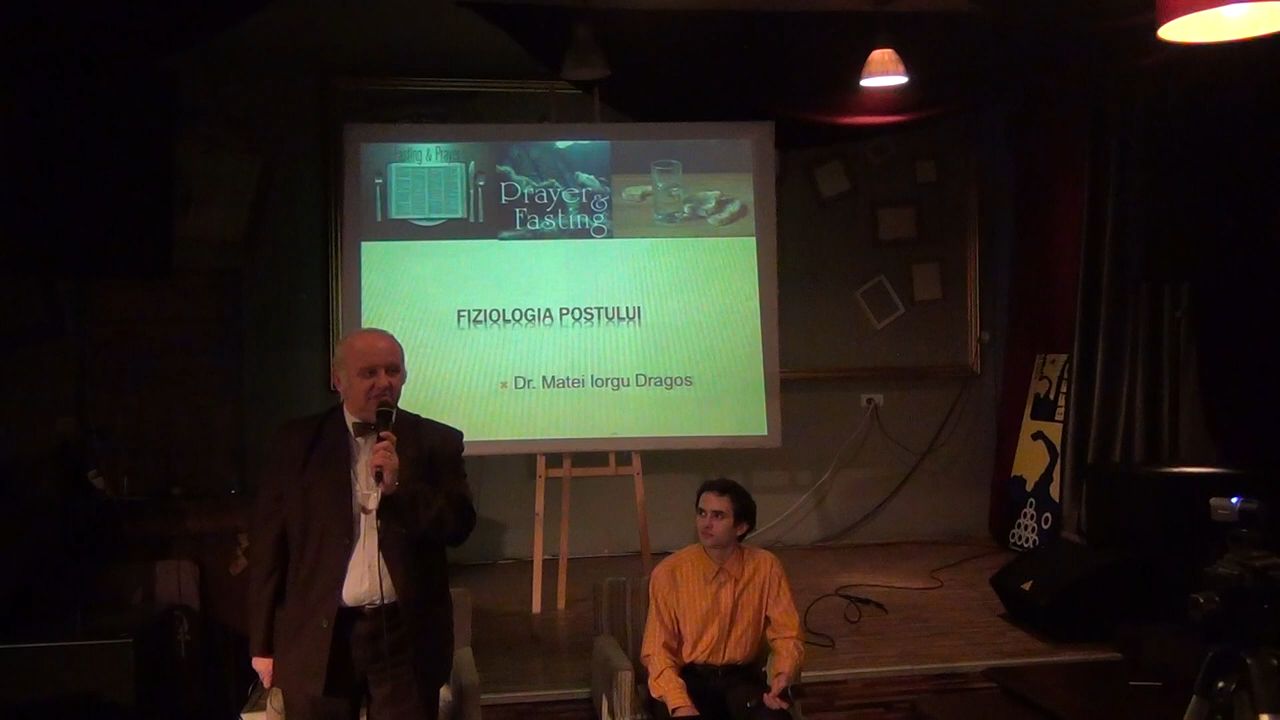 Fasting & Prayer
Prayer &
Fasting
FIZIOLOGIA POSTULUI
Dr. Matei Iorgu Dragos